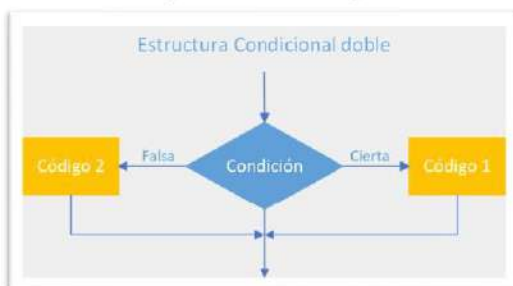 Estructura Condicional doble
Código 2
Falsa
Condición
Cierta
Código 1